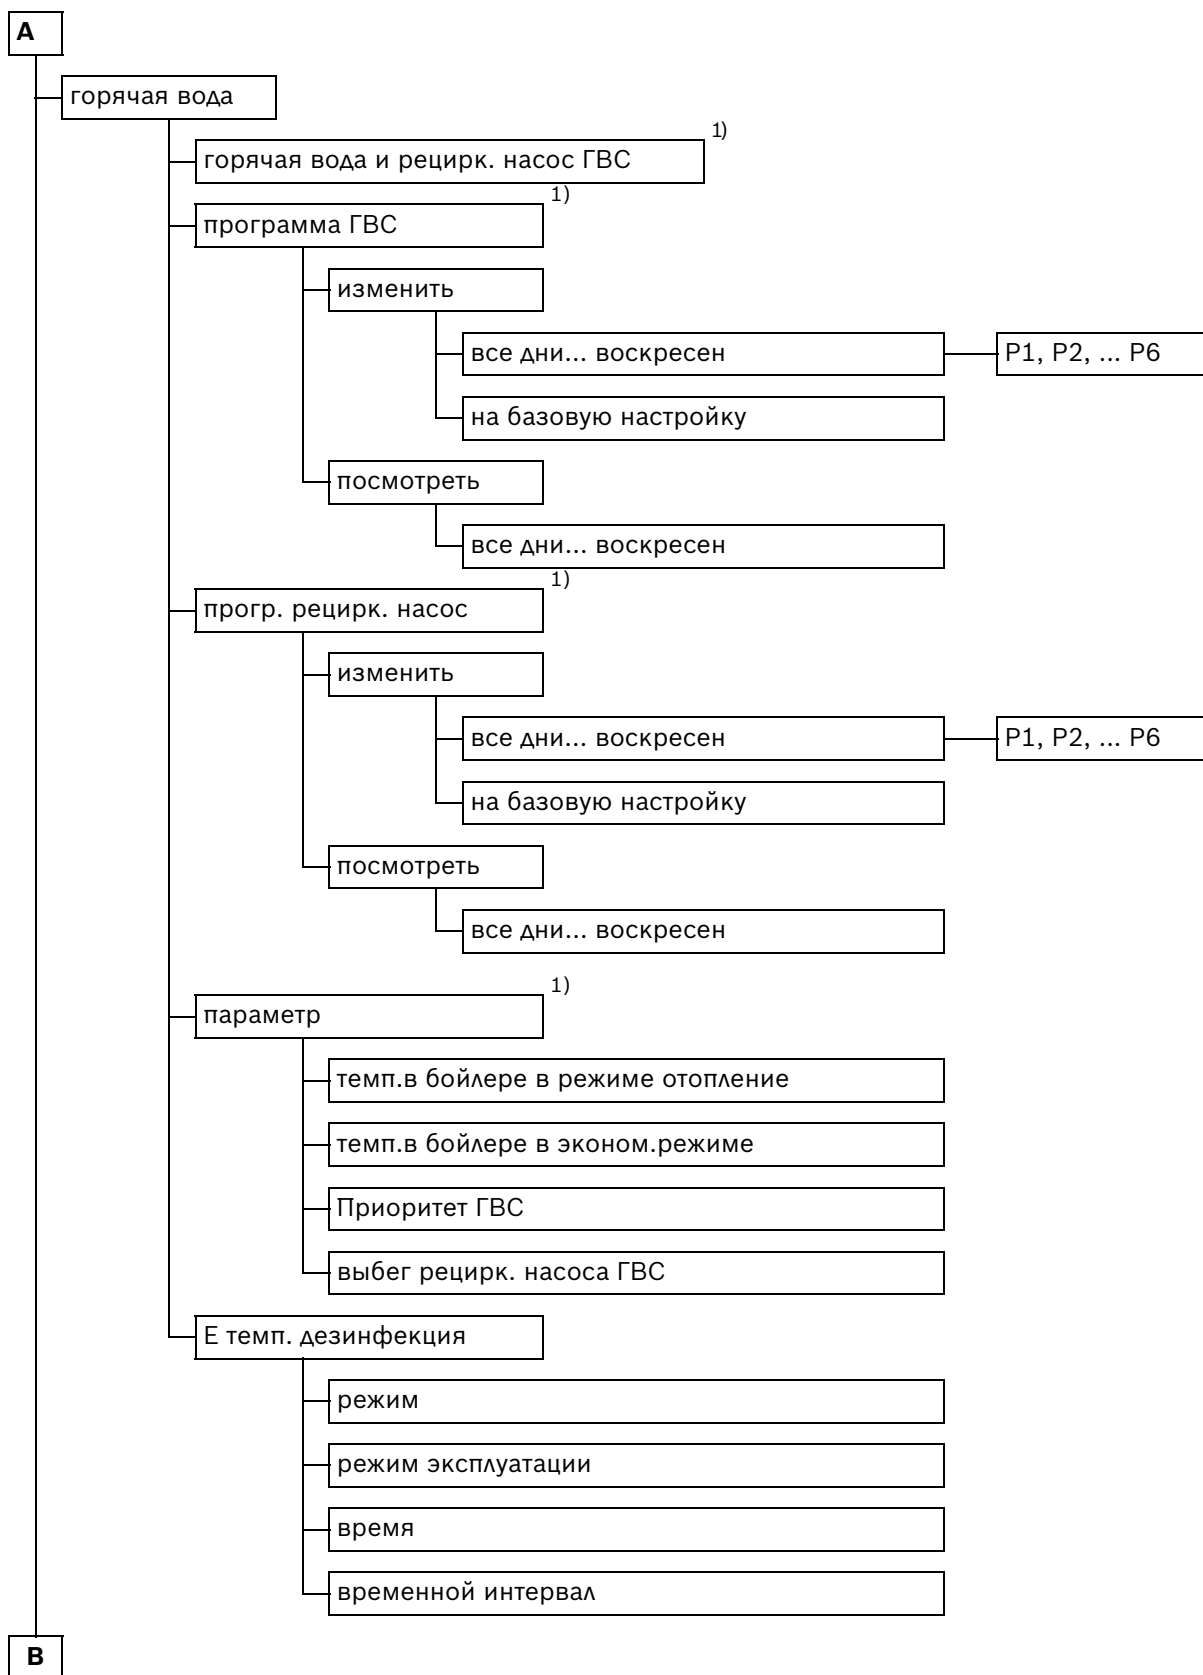 A
горячая вода
1)
горячая вода и рецирк. насос ГВС
1)
программа ГВС
изменить
все дни... воскресен
P1, P2, ... P6
на базовую настройку
посмотреть
все дни... воскресен
1)
прогр. рецирк. насос
изменить
все дни... воскресен
P1, P2, ... P6
на базовую настройку
посмотреть
все дни... воскресен
1)
параметр
темп.в бойлере в режиме отопление
темп.в бойлере в эконом.режиме
Приоритет ГВС
выбег рецирк. насоса ГВС
Е темп. дезинфекция
режим
режим эксплуатации
время
временной интервал
B